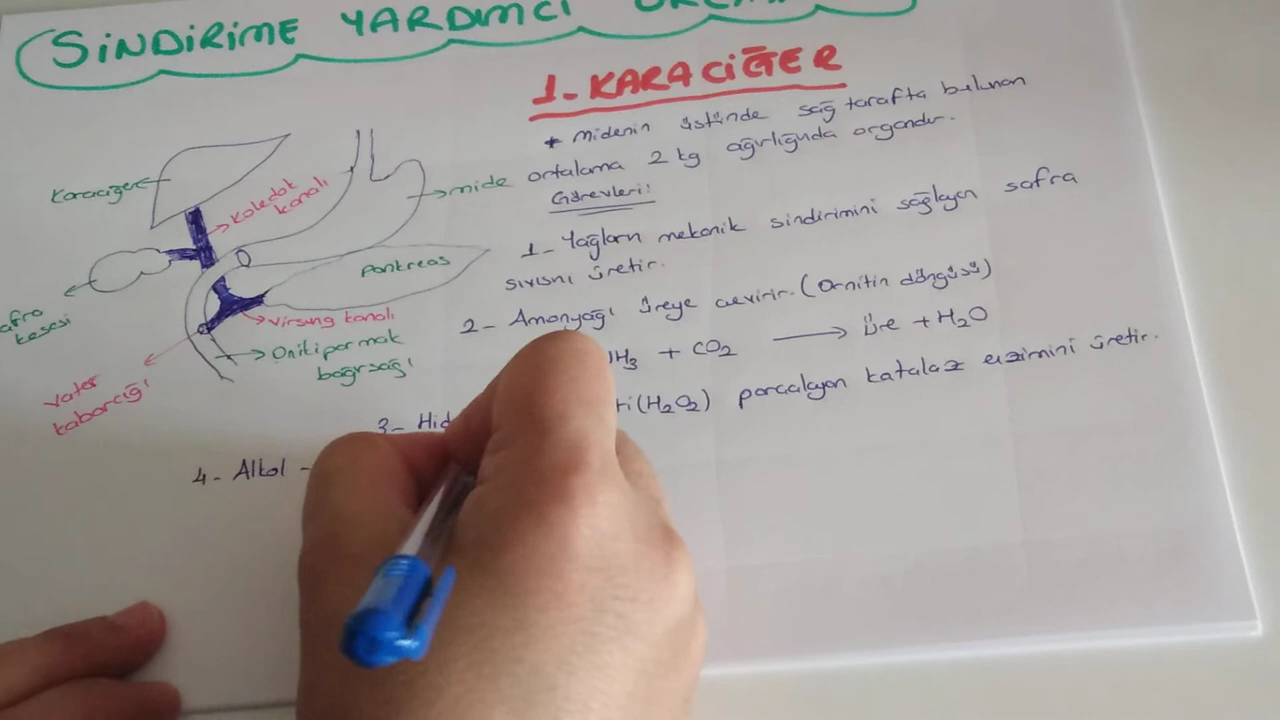 SİNDİRİME YARDIMCI
1-KARACİĞER
* Midenin üstünde sağ tarafta bulunan
ortalama 2 kg ağırlığında organdır.
Görevleri:
1- Yağların mekanik sindirimini sağlayan safra
sıvısını üretir.
2- Amonyağı üreye çevirir. (Ornitin döngüsü)
H₃ + CO₂ → üre + H₂O
3- Hid ti(H₂O₂) parçalayan katalaz enzimini üretir.
4- Alkol -
Karaciğer
Koledok
kanalı
mide
pankreas
afra
kesesi
Virsung kanalı
Onikiparmak
bağırsağı
Vater
kabarcığı